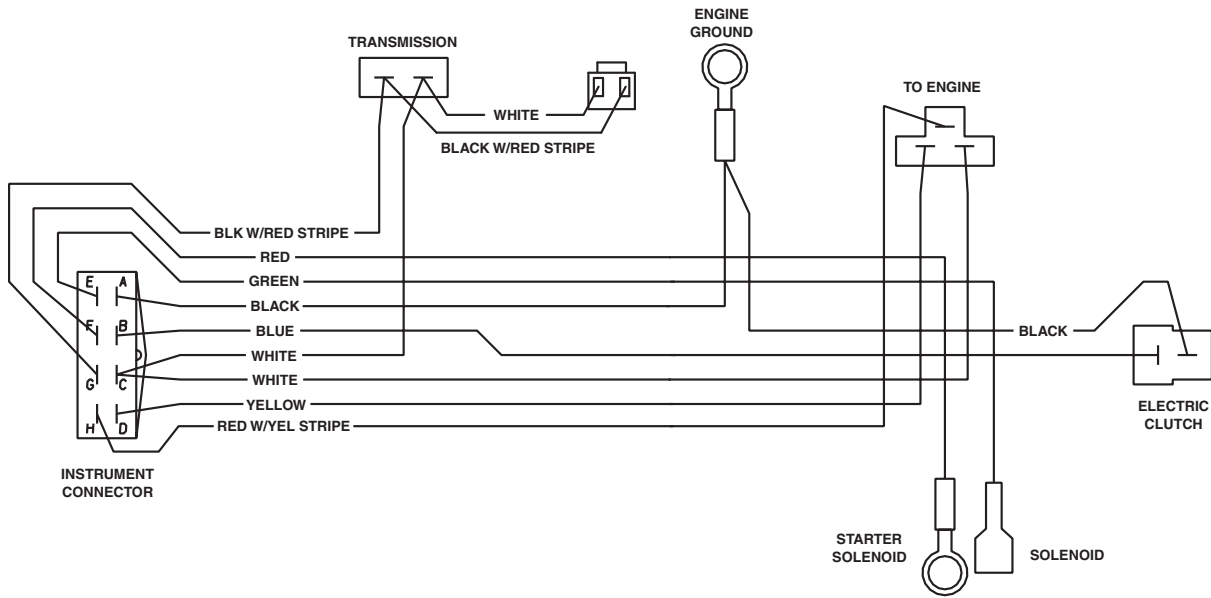 ENGINE
GROUND
TRANSMISSION
TO ENGINE
WHITE
BLACK W/RED STRIPE
BLK W/RED STRIPE
RED
GREEN
E A
BLACK
F B
BLUE
BLACK
WHITE
G C
WHITE
YELLOW
ELECTRIC
CLUTCH
H D
RED W/YEL STRIPE
INSTRUMENT
CONNECTOR
STARTER
SOLENOID
SOLENOID